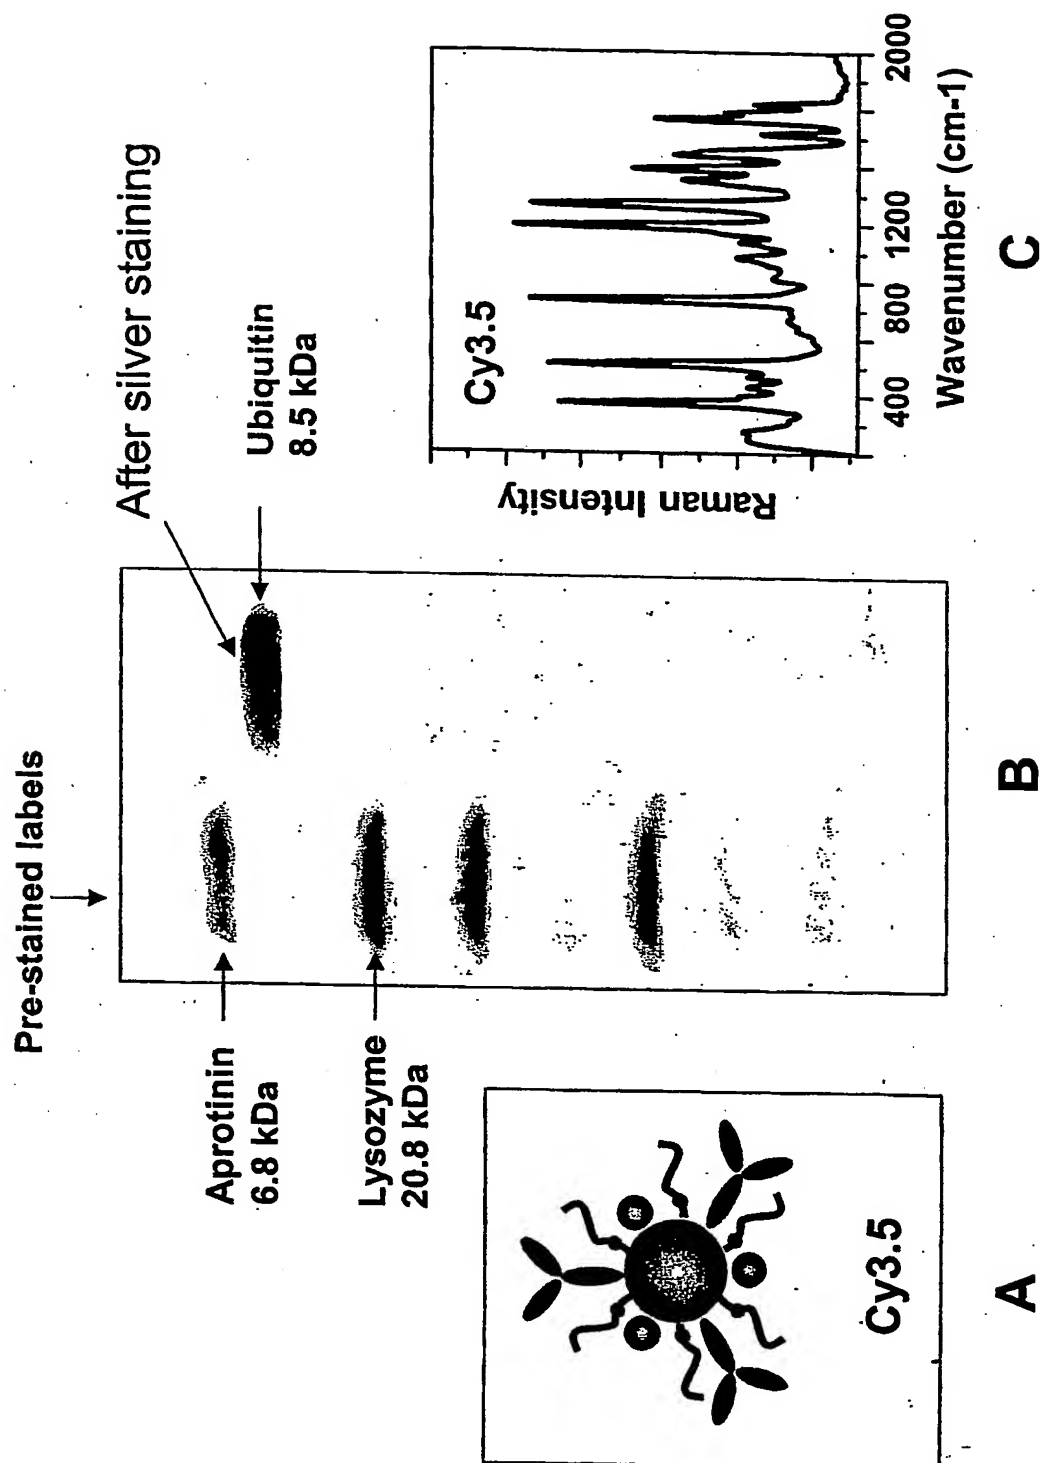 Pre-stained labels
After silver staining
Aprotinin
6.8 kDa
Lysozyme
20.8 kDa
Ubiquitin
8.5 kDa
Cy3.5
Cy3.5
Raman Intensity
400
800
1200
2000
Wavenumber (cm-1)
A
B
C